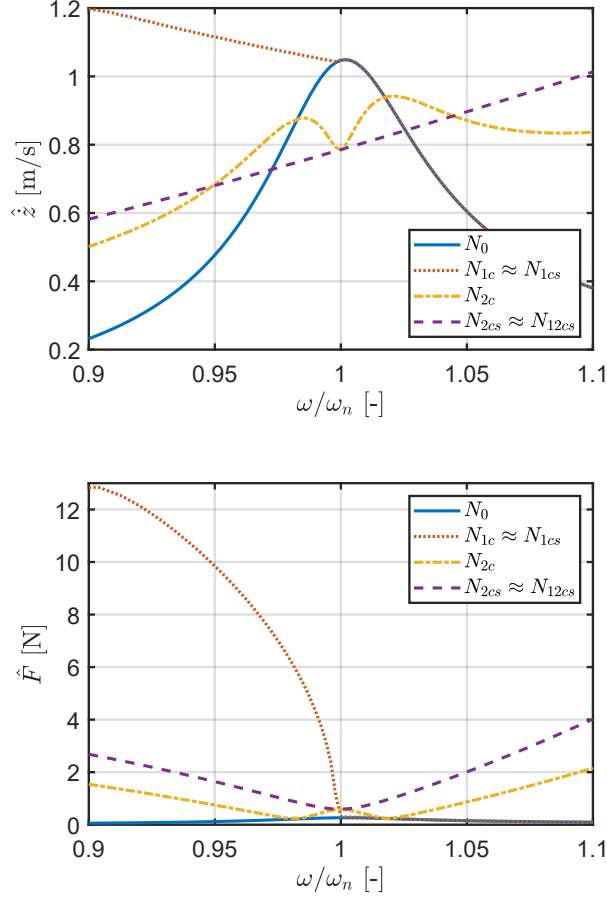 1.2
1
0.8
0.6
0.4
0.2
$\hat{\dot{z}}$ [m/s]
N₀
N₁c ≈ N₁cs
N₂c
N₂cs ≈ N₁₂cs
0.9 0.95 1 1.05 1.1
ω/ωₙ [-]
12
10
8
6
4
2
0
F̂ [N]
N₀
N₁c ≈ N₁cs
N₂c
N₂cs ≈ N₁₂cs
0.9 0.95 1 1.05 1.1
ω/ωₙ [-]